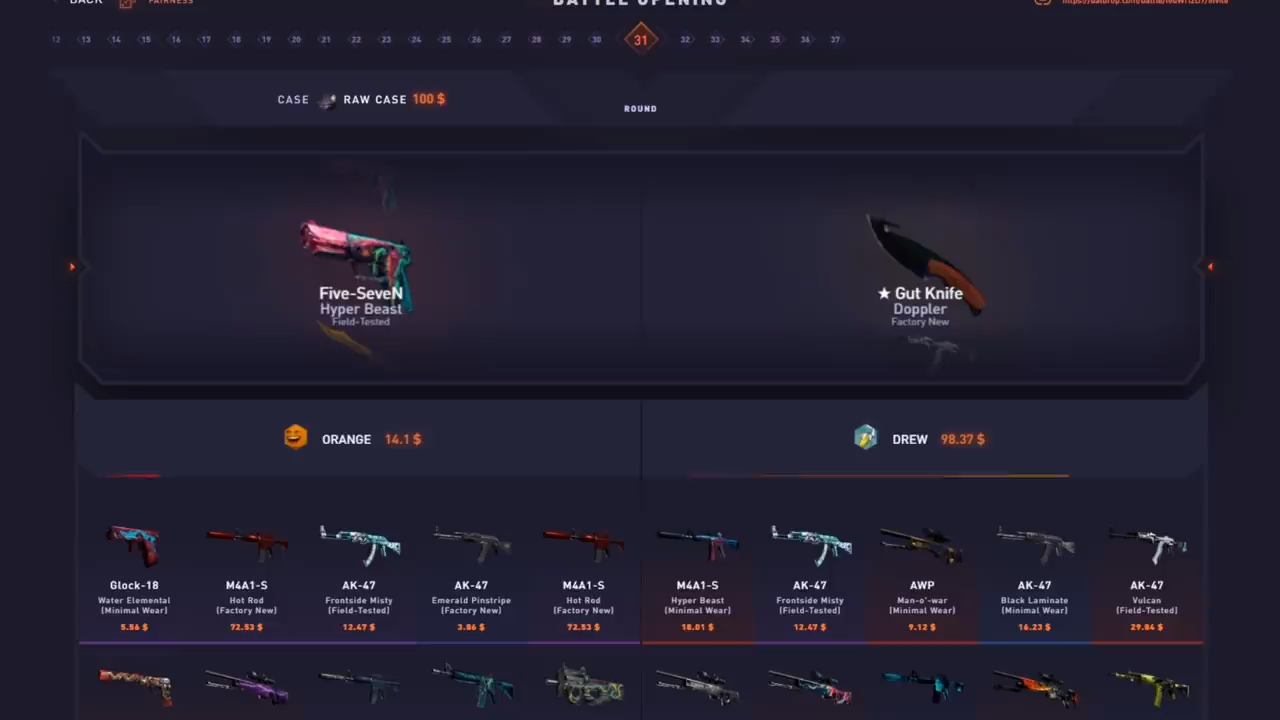 BACK
FAIRNESS
BATTLE OPENING
12 13 14 15 16 17 18 19 20 21 22 23 24 25 26 27 28 29 30 31 32 33 34 35 36 37
CASE RAW CASE 100 $
ROUND
Five-SeveN
Hyper Beast
Field-Tested
★ Gut Knife
Doppler
Factory New
ORANGE 14.1 $
DREW 98.37 $
Glock-18 M4A1-S AK-47 AK-47 M4A1-S M4A1-S AK-47 AWP AK-47 AK-47
Water Elemental Hot Rod Frontside Misty Emerald Pinstripe Hot Rod Hyper Beast Frontside Misty Man-o'-war Black Laminate Vulcan
(Minimal Wear) (Factory New) (Field-Tested) (Factory New) (Factory New) (Minimal Wear) (Field-Tested) (Minimal Wear) (Minimal Wear) (Field-Tested)
5.56 $ 72.53 $ 12.47 $ 3.86 $ 72.53 $ 18.01 $ 12.47 $ 9.12 $ 16.23 $ 29.84 $